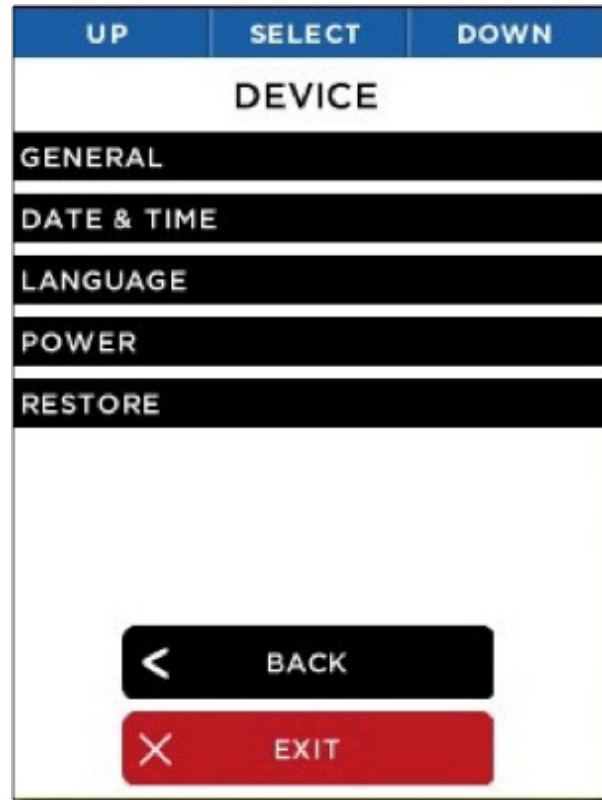 UP SELECT DOWN
DEVICE
GENERAL
DATE & TIME
LANGUAGE
POWER
RESTORE
< BACK
X EXIT